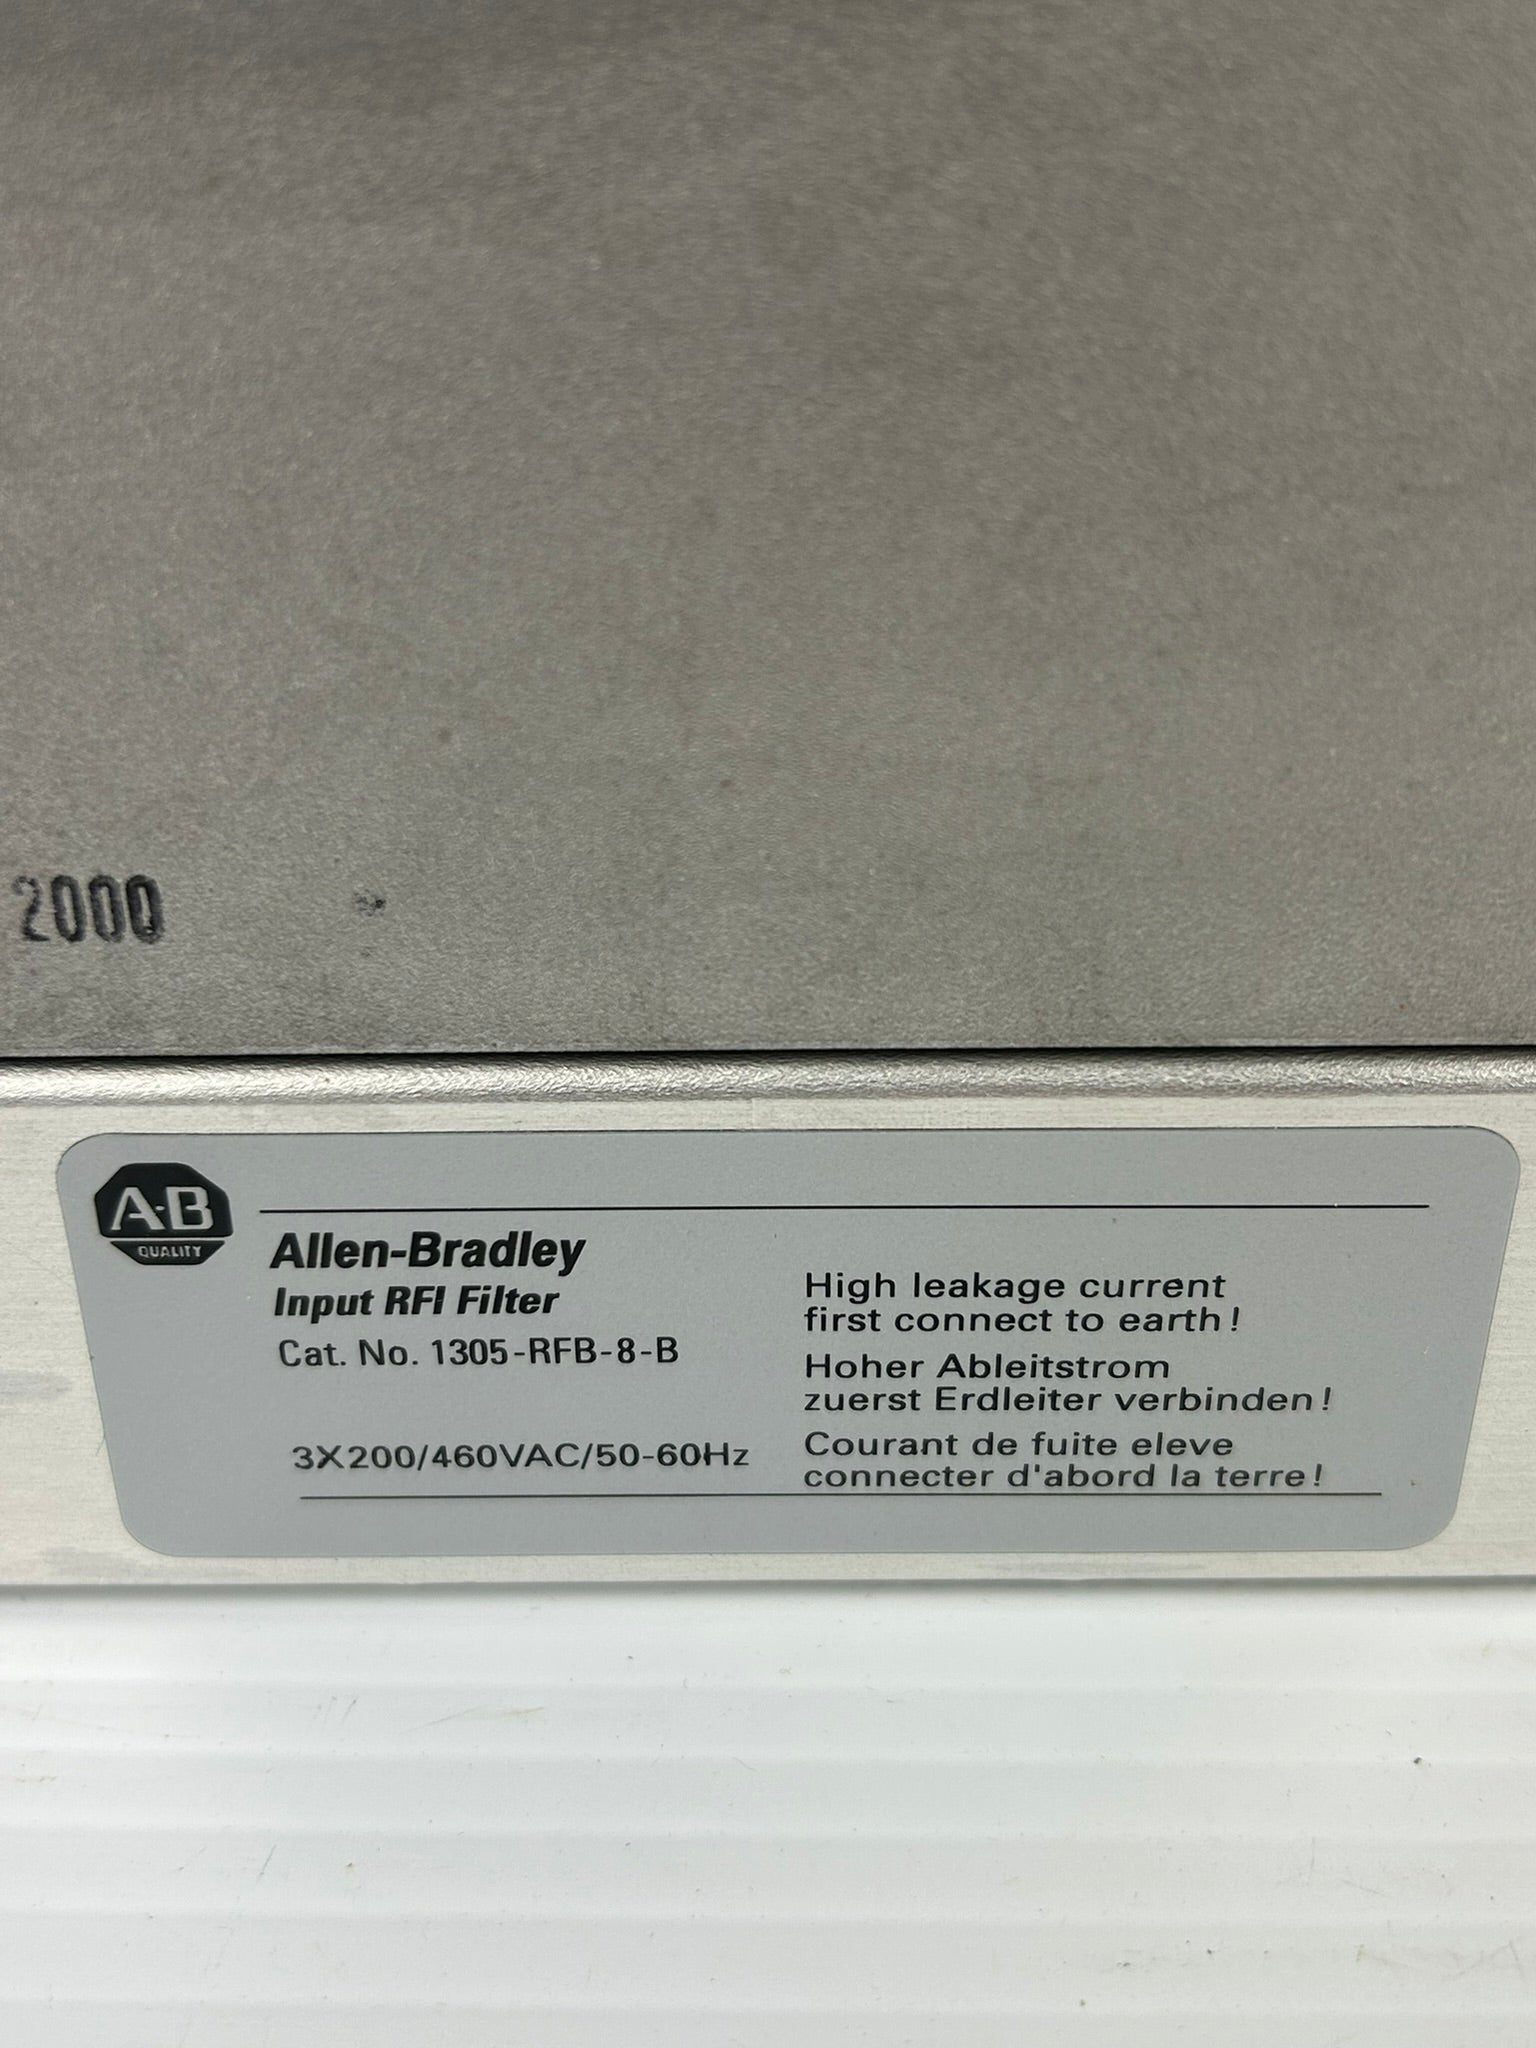 2000
A-B
QUALITY
Allen-Bradley
Input RFI Filter
Cat. No. 1305-RFB-8-B
3X200/460VAC/50-60Hz
High leakage current
first connect to earth!
Hoher Ableitstrom
zuerst Erdleiter verbinden!
Courant de fuite eleve
connecter d'abord la terre!